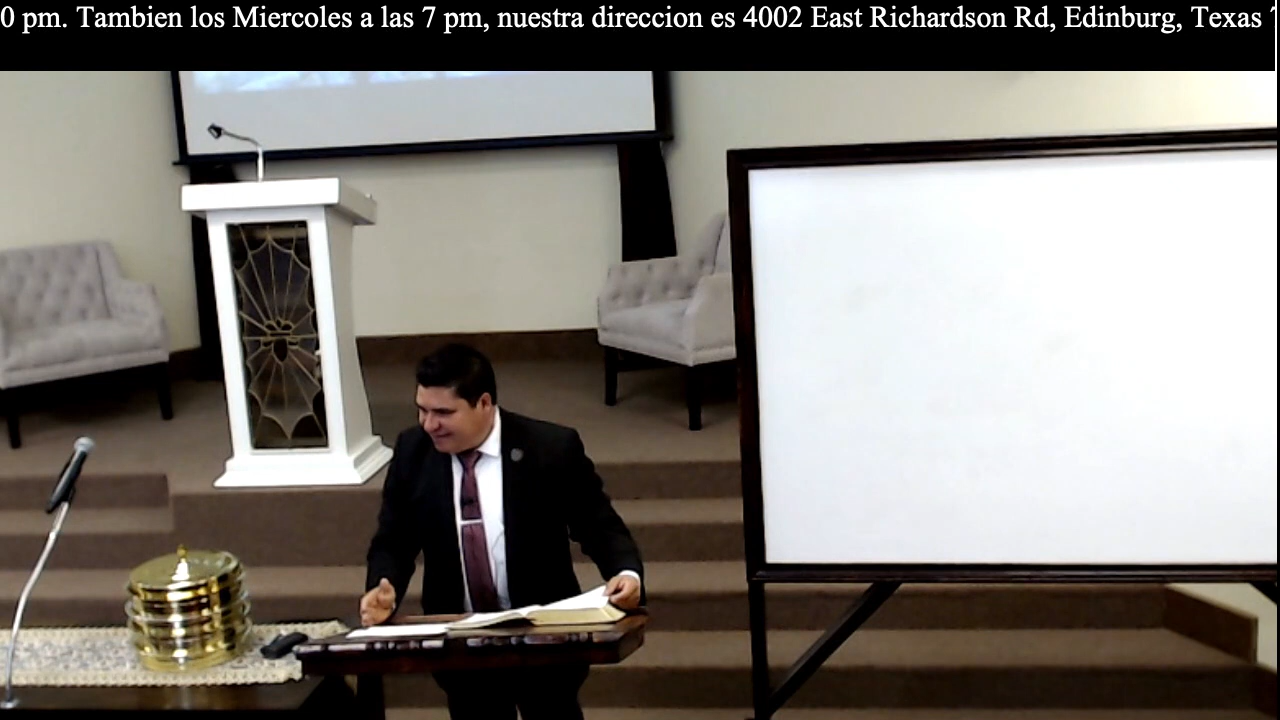 0 pm. Tambien los Miercoles a las 7 pm, nuestra direccion es 4002 East Richardson Rd, Edinburg, Texas